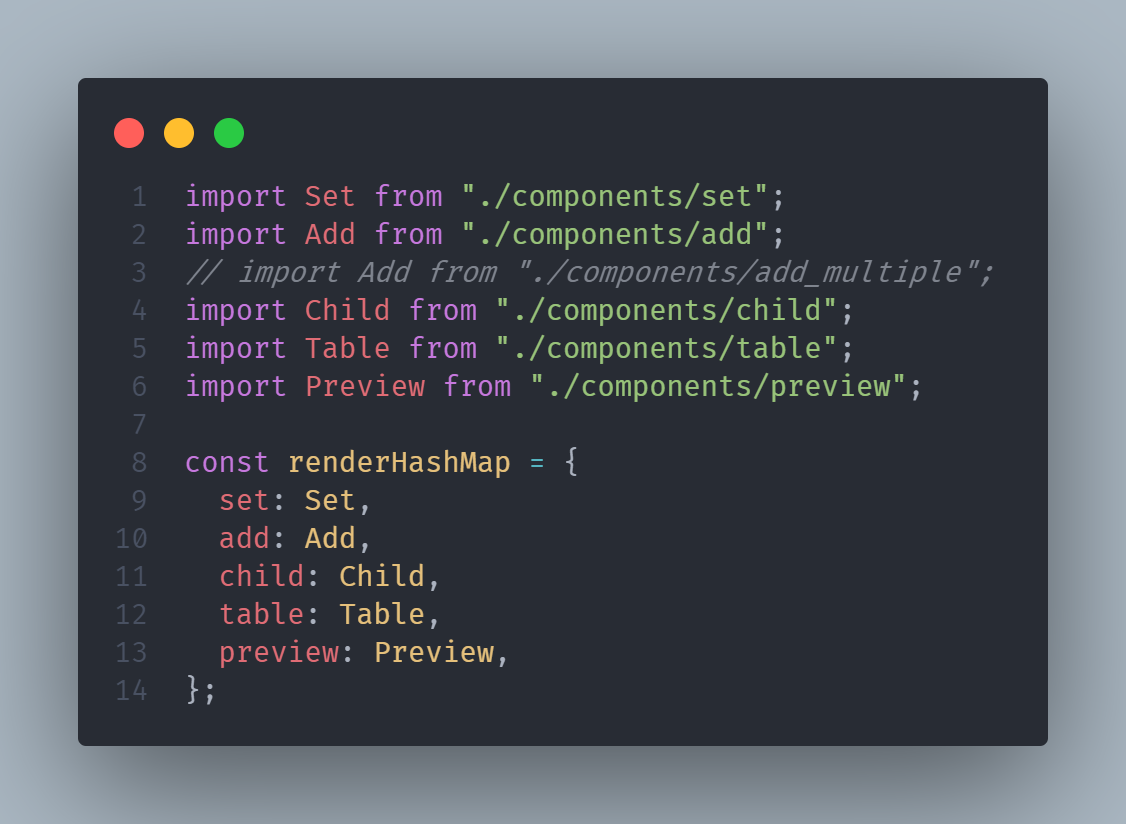 1 import Set from "./components/set";
2 import Add from "./components/add";
3 // import Add from "./components/add_multiple";
4 import Child from "./components/child";
5 import Table from "./components/table";
6 import Preview from "./components/preview";
7
8 const renderHashMap = {
9   set: Set,
10   add: Add,
11   child: Child,
12   table: Table,
13   preview: Preview,
14 };